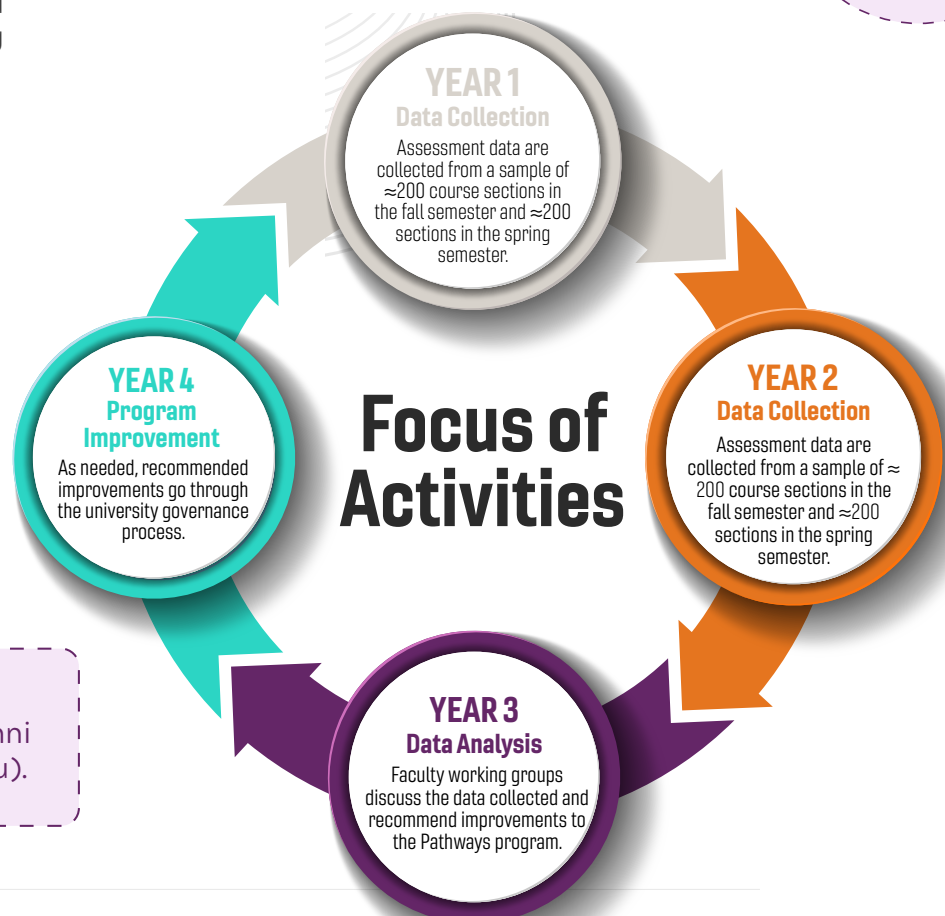 YEAR 1
Data Collection
Assessment data are
collected from a sample of
≈200 course sections in
the fall semester and ≈200
sections in the spring
semester.
YEAR 2
Data Collection
Assessment data are
collected from a sample of ≈
200 course sections in the
fall semester and ≈200
sections in the spring
semester.
Focus of
Activities
YEAR 4
Program
Improvement
As needed, recommended
improvements go through
the university governance
process.
YEAR 3
Data Analysis
Faculty working groups
discuss the data collected and
recommend improvements to
the Pathways program.